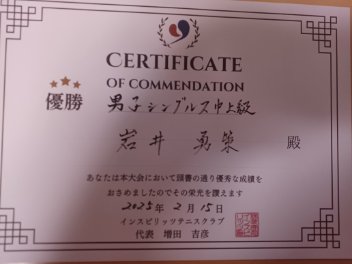 CERTIFICATE
OF COMMENDATION
優勝 男子シングルス中上級
岩井 勇策 殿
あなたは本大会において頭書の通り優秀な成績を
おさめましたのでその栄光を讃えます
2025年 2月 15日
インスピリッツテニスクラブ
代表 増田 吉彦